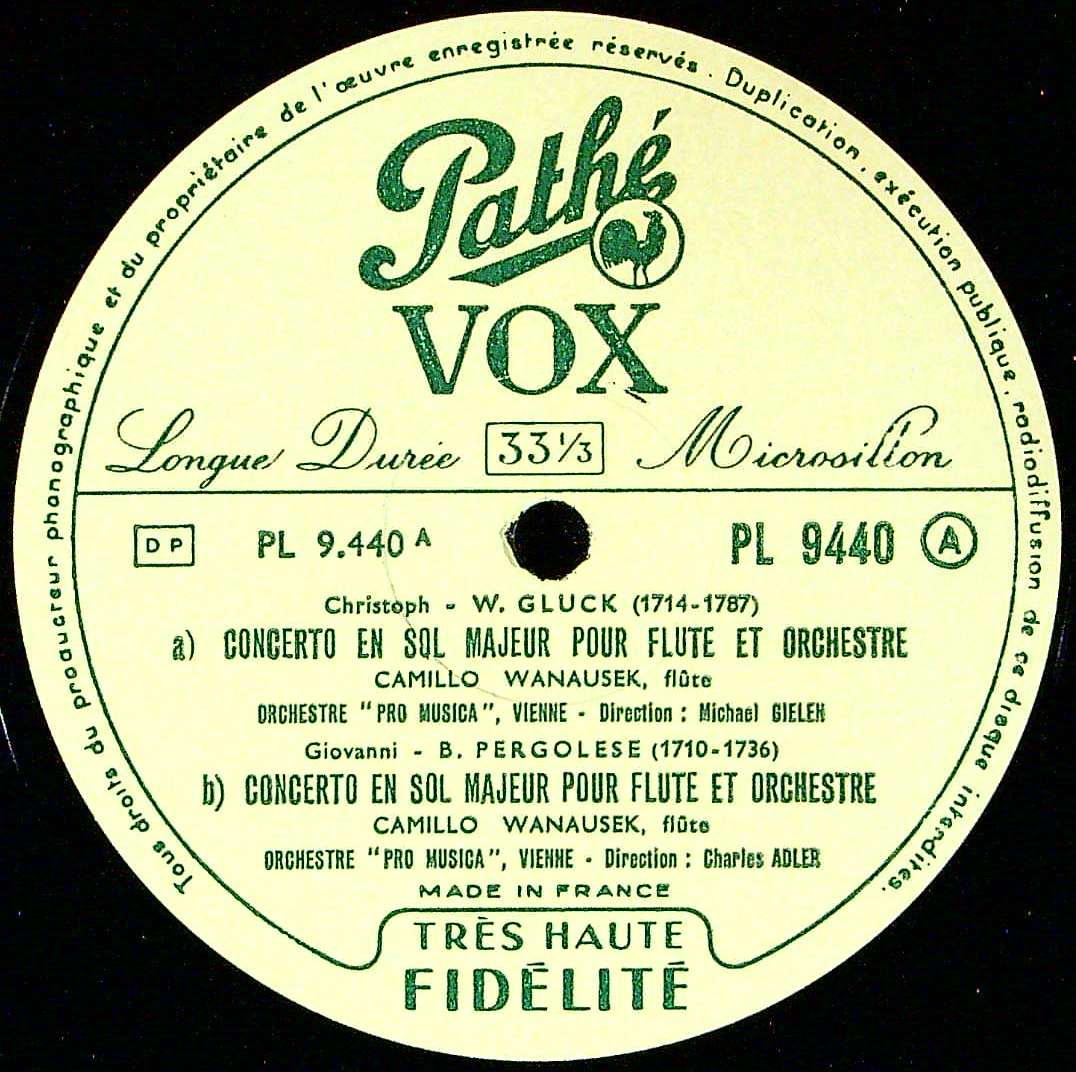 Tous droits du producteur phonographique et du propriétaire de l'œuvre enregistrée réservés. Duplication, exécution publique, radiodiffusion de ce disque interdites.
Pathé
VOX
Longue Durée 33 1/3 Microsillon
DP PL 9.440 A PL 9440 A
Christoph - W. GLUCK (1714-1787)
a) CONCERTO EN SOL MAJEUR POUR FLUTE ET ORCHESTRE
CAMILLO WANAUSEK, flûte
ORCHESTRE "PRO MUSICA", VIENNE - Direction : Michael GIELEN
Giovanni - B. PERGOLESE (1710-1736)
b) CONCERTO EN SOL MAJEUR POUR FLUTE ET ORCHESTRE
CAMILLO WANAUSEK, flûte
ORCHESTRE "PRO MUSICA", VIENNE - Direction : Charles ADLER
MADE IN FRANCE
TRÈS HAUTE
FIDÉLITÉ